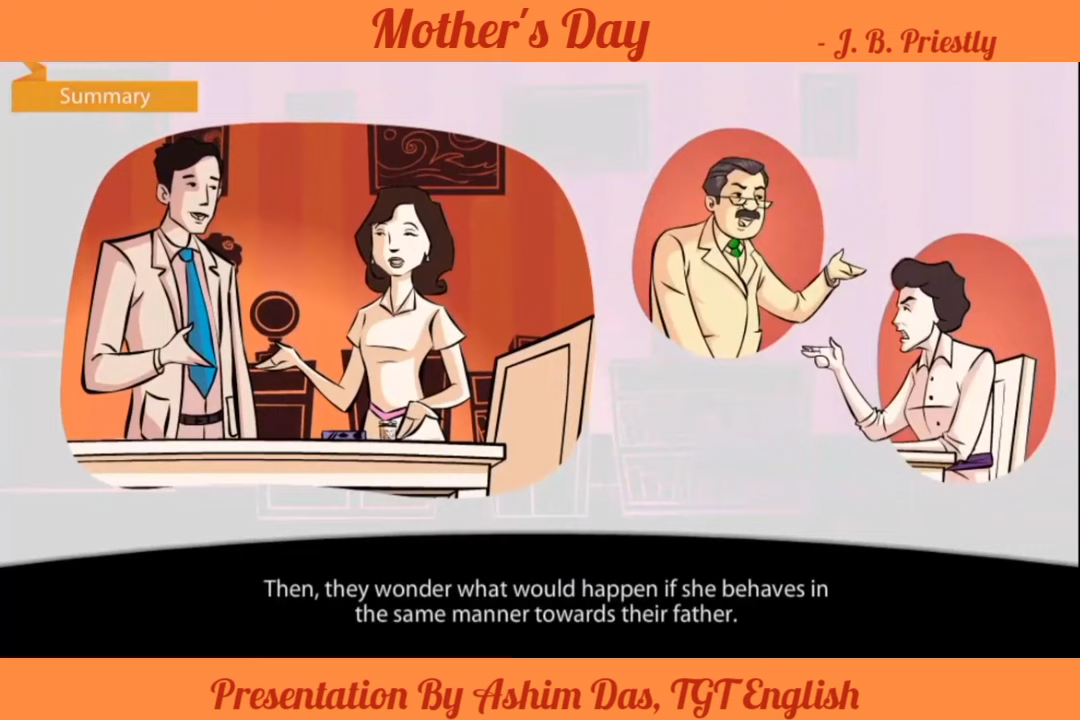 Mother's Day
- J. B. Priestly
Summary
Then, they wonder what would happen if she behaves in
the same manner towards their father.
Presentation By Ashim Das, TGT English